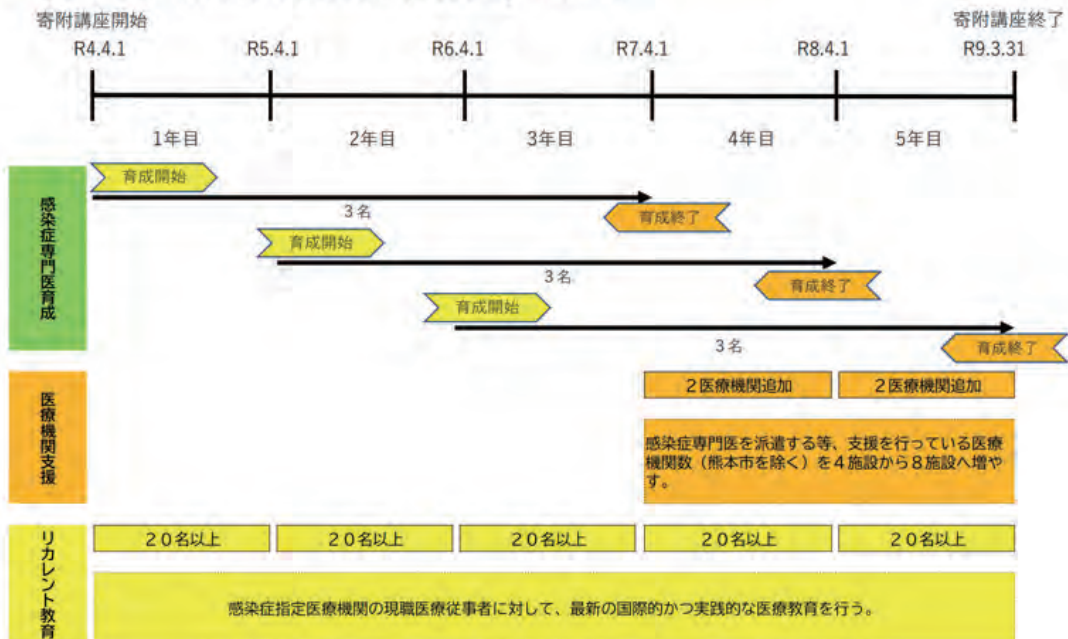 寄附講座開始
寄附講座終了
R4.4.1
R5.4.1
R6.4.1
R7.4.1
R8.4.1
R9.3.31
1年目
2年目
3年目
4年目
5年目
感染症専門医育成
育成開始
3名
育成終了
育成開始
3名
育成終了
育成開始
3名
育成終了
医療機関支援
2医療機関追加
2医療機関追加
感染症専門医を派遣する等、支援を行っている医療
機関数（熊本市を除く）を４施設から８施設へ増や
す。
リカレント教育
２０名以上
２０名以上
２０名以上
２０名以上
２０名以上
感染症指定医療機関の現職医療従事者に対して、最新の国際的かつ実践的な医療教育を行う。